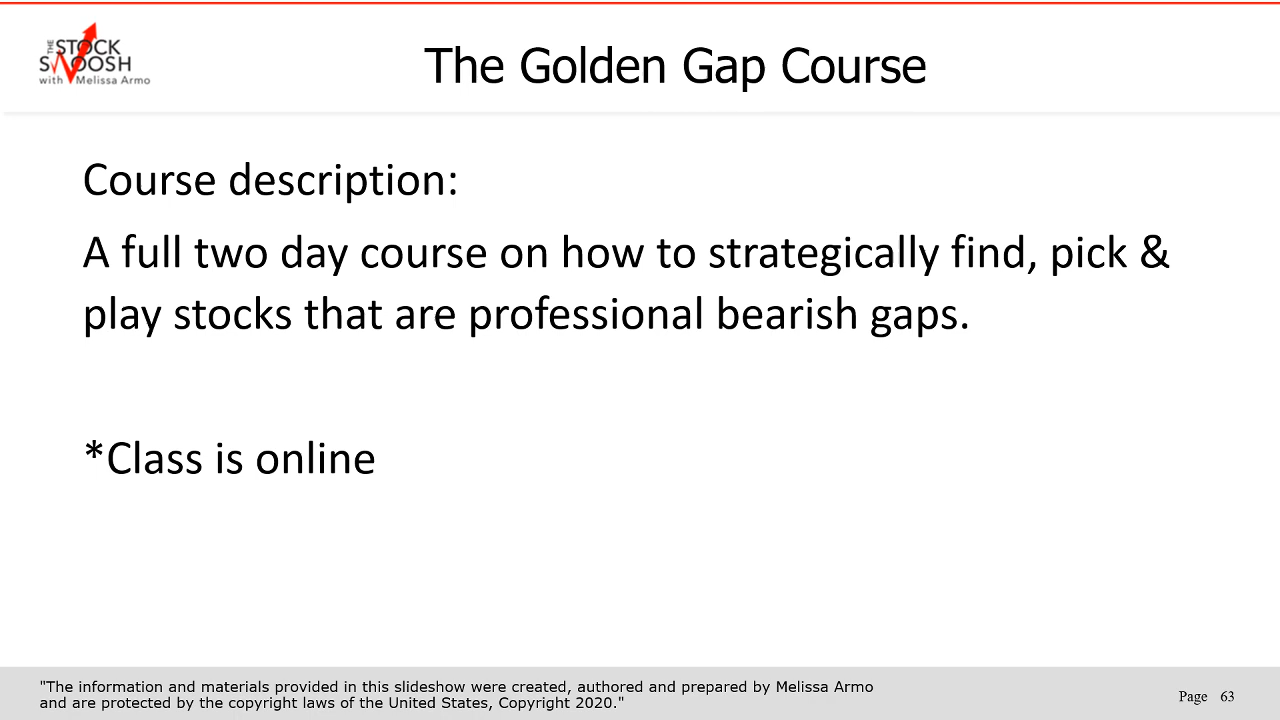 THE STOCK
SWOOSH
with Melissa Armo
The Golden Gap Course
Course description:
A full two day course on how to strategically find, pick &
play stocks that are professional bearish gaps.
*Class is online
"The information and materials provided in this slideshow were created, authored and prepared by Melissa Armo
and are protected by the copyright laws of the United States, Copyright 2020."
Page 63